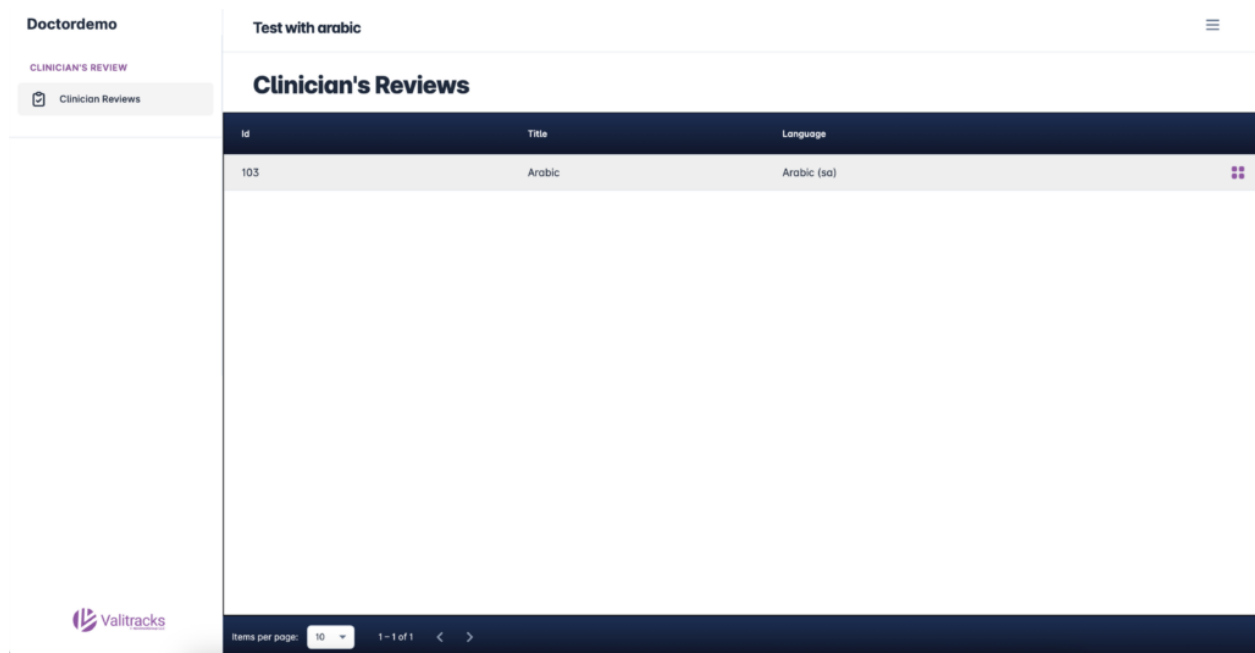 Doctordemo
Test with arabic
CLINICIAN'S REVIEW
Clinician Reviews
Clinician's Reviews
Id Title Language
103 Arabic Arabic (sa)
Valitracks
Items per page: 10 1 – 1 of 1